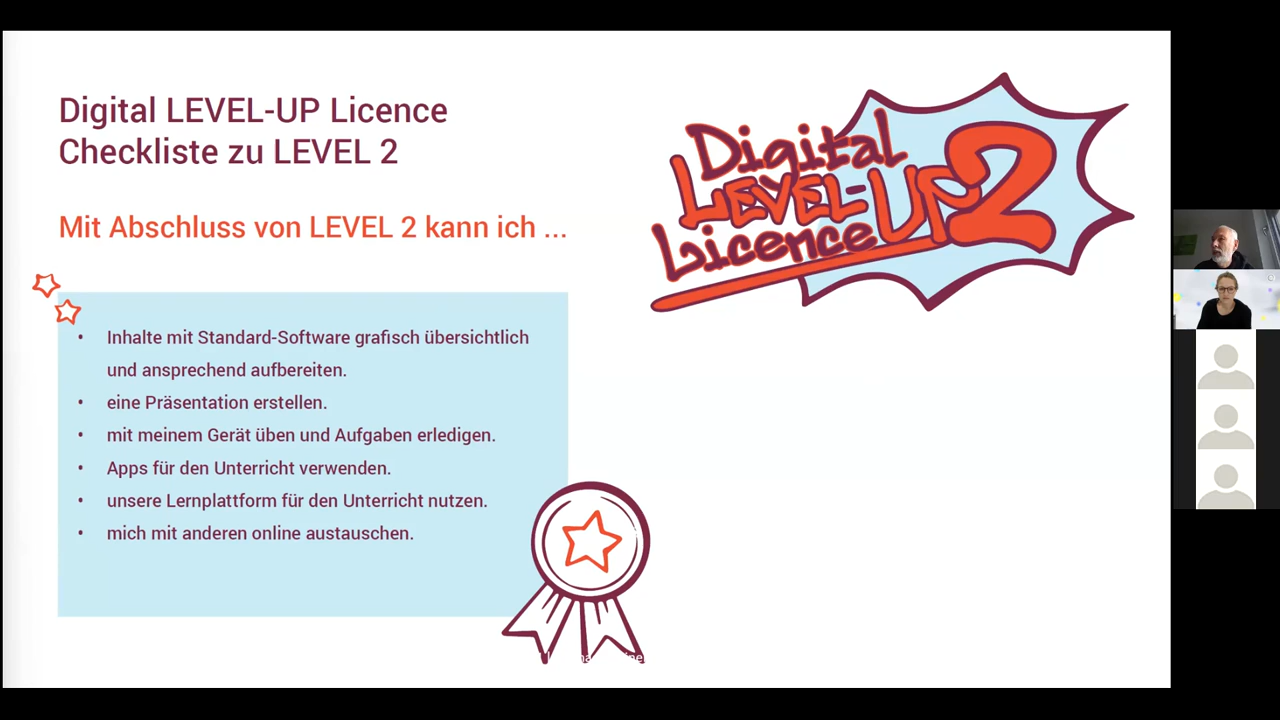 Digital LEVEL-UP Licence
Checkliste zu LEVEL 2
Mit Abschluss von LEVEL 2 kann ich ...
• Inhalte mit Standard-Software grafisch übersichtlich
und ansprechend aufbereiten.
• eine Präsentation erstellen.
• mit meinem Gerät üben und Aufgaben erledigen.
• Apps für den Unterricht verwenden.
• unsere Lernplattform für den Unterricht nutzen.
• mich mit anderen online austauschen.
Digital
LEVEL-UP 2
Licence